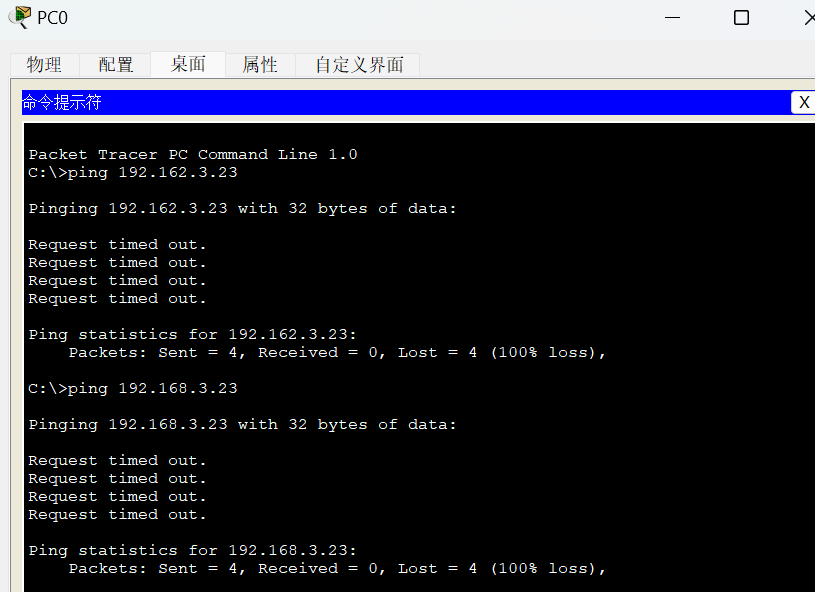 PC0
物理 配置 桌面 属性 自定义界面
命令提示符 X
Packet Tracer PC Command Line 1.0
C:\>ping 192.162.3.23
Pinging 192.162.3.23 with 32 bytes of data:
Request timed out.
Request timed out.
Request timed out.
Request timed out.
Ping statistics for 192.162.3.23:
Packets: Sent = 4, Received = 0, Lost = 4 (100% loss),
C:\>ping 192.168.3.23
Pinging 192.168.3.23 with 32 bytes of data:
Request timed out.
Request timed out.
Request timed out.
Request timed out.
Ping statistics for 192.168.3.23:
Packets: Sent = 4, Received = 0, Lost = 4 (100% loss),